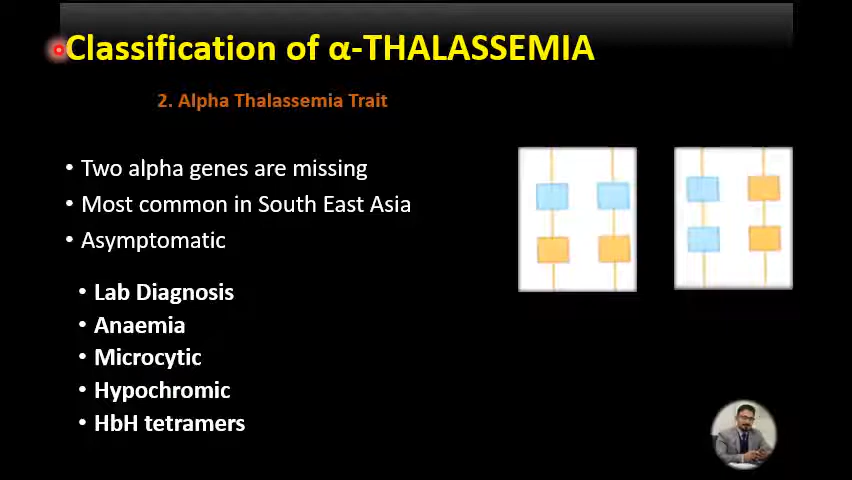 Classification of α-THALASSEMIA
2. Alpha Thalassemia Trait
• Two alpha genes are missing
• Most common in South East Asia
• Asymptomatic
• Lab Diagnosis
• Anaemia
• Microcytic
• Hypochromic
• HbH tetramers